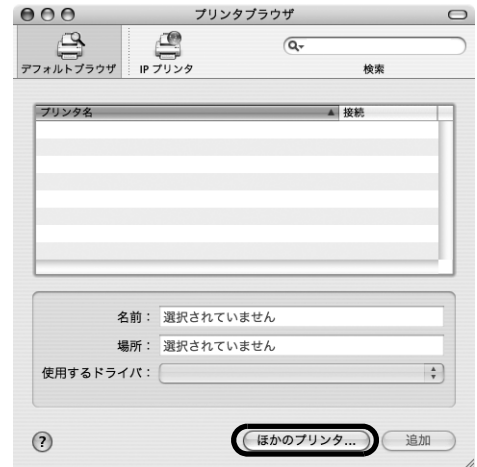 プリンタブラウザ
デフォルトブラウザ
IP プリンタ
検索
プリンタ名
接続
名前：
選択されていません
場所：
選択されていません
使用するドライバ：
?
ほかのプリンタ...
追加